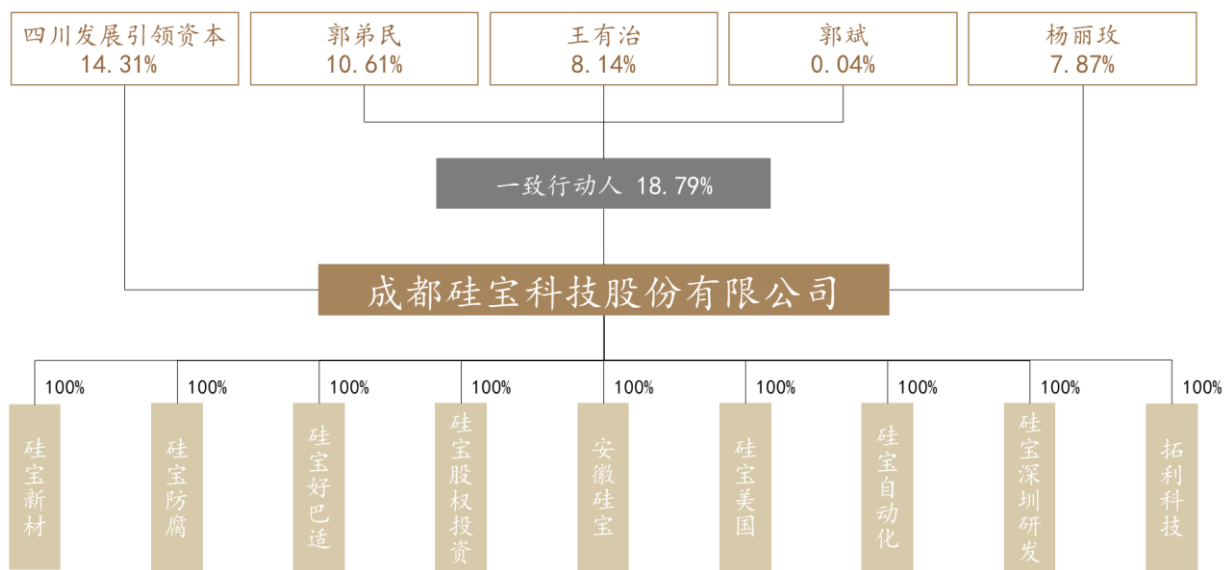 四川发展引领资本
14.31%
郭弟民
10.61%
王有治
8.14%
郭斌
0.04%
杨丽玫
7.87%
一致行动人 18.79%
成都硅宝科技股份有限公司
100%
100%
100%
100%
100%
100%
100%
100%
100%
硅宝新材
硅宝防腐
硅宝好巴适
硅宝股权投资
安徽硅宝
硅宝美国
硅宝自动化
硅宝深圳研发
拓利科技